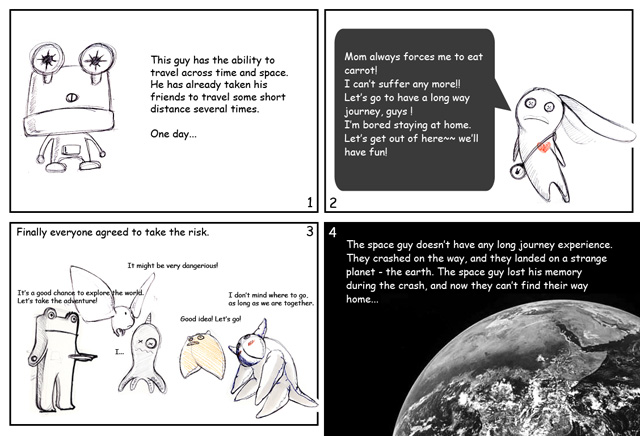 This guy has the ability to
travel across time and space.
He has already taken his
friends to travel some short
distance several times.
One day...
1
Mom always forces me to eat
carrot!
I can't suffer any more!!
Let's go to have a long way
journey, guys !
I'm bored staying at home.
Let's get out of here~~ we'll
have fun!
2
Finally everyone agreed to take the risk.
3
It might be very dangerous!
It's a good chance to explore the world.
Let's take the adventure!
I don't mind where to go,
as long as we are together.
Good idea! Let's go!
I...
4
The space guy doesn't have any long journey experience.
They crashed on the way, and they landed on a strange
planet - the earth. The space guy lost his memory
during the crash, and now they can't find their way
home...